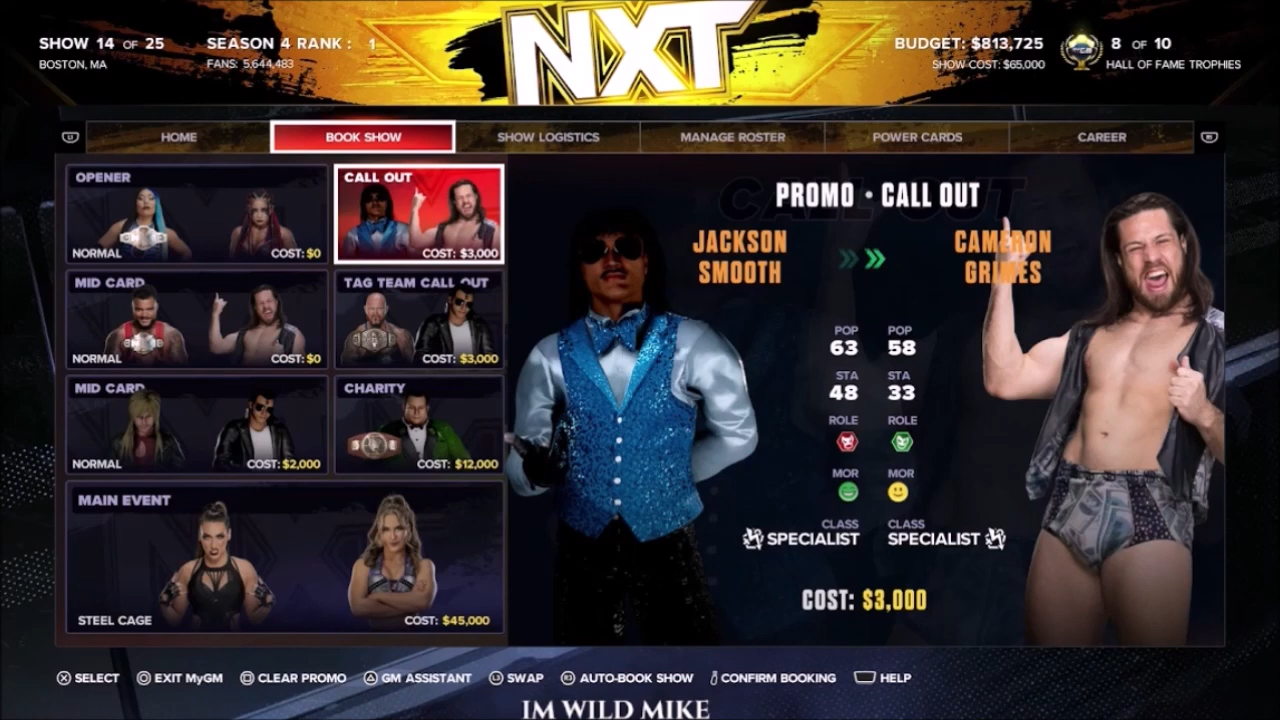 SHOW 14 OF 25
BOSTON, MA
SEASON 4 RANK : 1
FANS: 5,644,483
NXT
BUDGET: $813,725
SHOW COST: $65,000
8 OF 10
HALL OF FAME TROPHIES
L1
HOME
BOOK SHOW
SHOW LOGISTICS
MANAGE ROSTER
POWER CARDS
CAREER
R1
OPENER
NORMAL
COST: $0
CALL OUT
COST: $3,000
MID CARD
NORMAL
COST: $0
TAG TEAM CALL OUT
COST: $3,000
MID CARD
NORMAL
COST: $2,000
CHARITY
COST: $12,000
MAIN EVENT
STEEL CAGE
COST: $45,000
CALL OUT
PROMO • CALL OUT
JACKSON
SMOOTH
CAMERON
GRIMES
POP POP
63 58
STA STA
48 33
ROLE ROLE
MOR MOR
CLASS CLASS
SPECIALIST SPECIALIST
COST: $3,000
SELECT
EXIT MyGM
CLEAR PROMO
GM ASSISTANT
L3 SWAP
R3 AUTO-BOOK SHOW
CONFIRM BOOKING
HELP
IM WILD MIKE